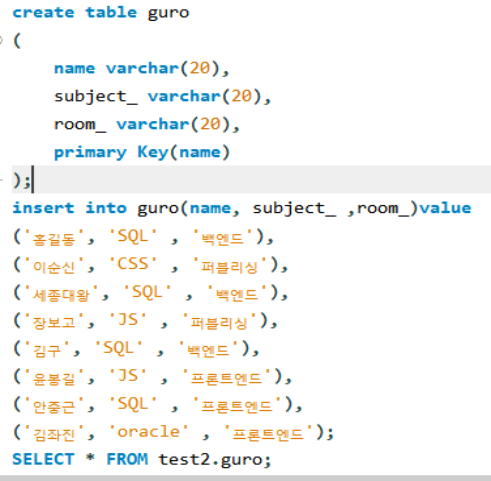 create table guro
(
name varchar(20),
subject_ varchar(20),
room_ varchar(20),
primary Key(name)
);
insert into guro(name, subject_ ,room_)value
('홍길동', 'SQL' , '백엔드'),
('이순신', 'CSS' , '퍼블리싱'),
('세종대왕', 'SQL' , '백엔드'),
('장보고', 'JS' , '퍼블리싱'),
('김구', 'SQL' , '백엔드'),
('윤봉길', 'JS' , '프론트엔드'),
('안중근', 'SQL' , '프론트엔드'),
('김좌진', 'oracle' , '프론트엔드');
SELECT * FROM test2.guro;